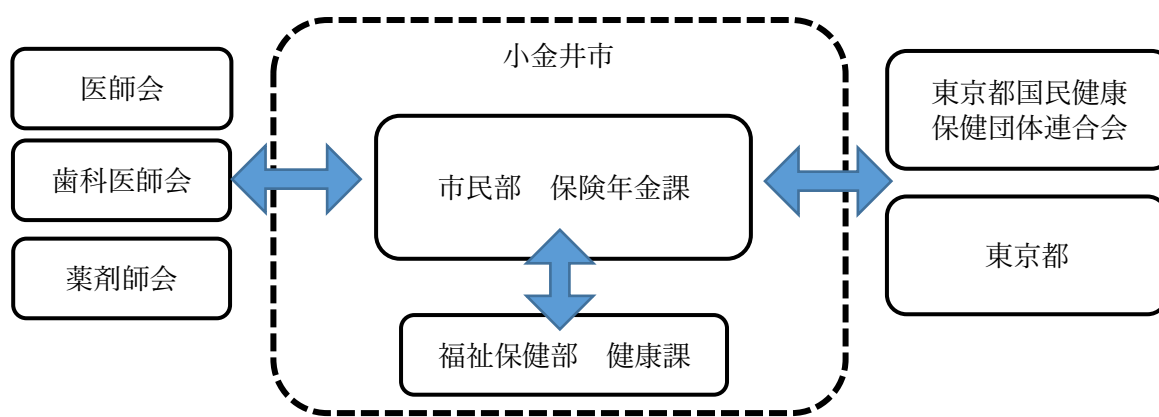 小金井市
医師会
歯科医師会
薬剤師会
市民部　保険年金課
福祉保健部　健康課
東京都国民健康
保健団体連合会
東京都